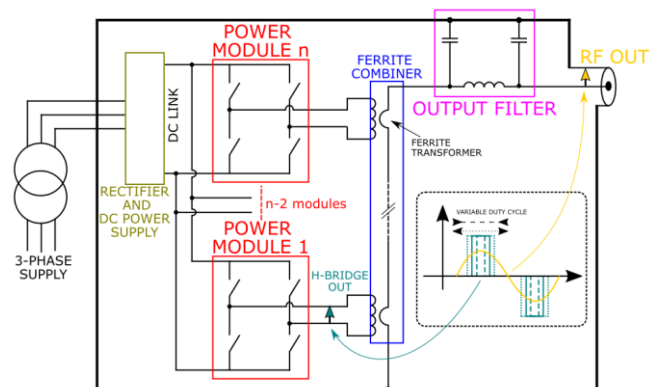 POWER
MODULE n
FERRITE
COMBINER
RF OUT
OUTPUT FILTER
DC LINK
FERRITE
TRANSFORMER
RECTIFIER
AND
DC POWER
SUPPLY
n-2 modules
3-PHASE
SUPPLY
POWER
MODULE 1
H-BRIDGE
OUT
VARIABLE DUTY CYCLE